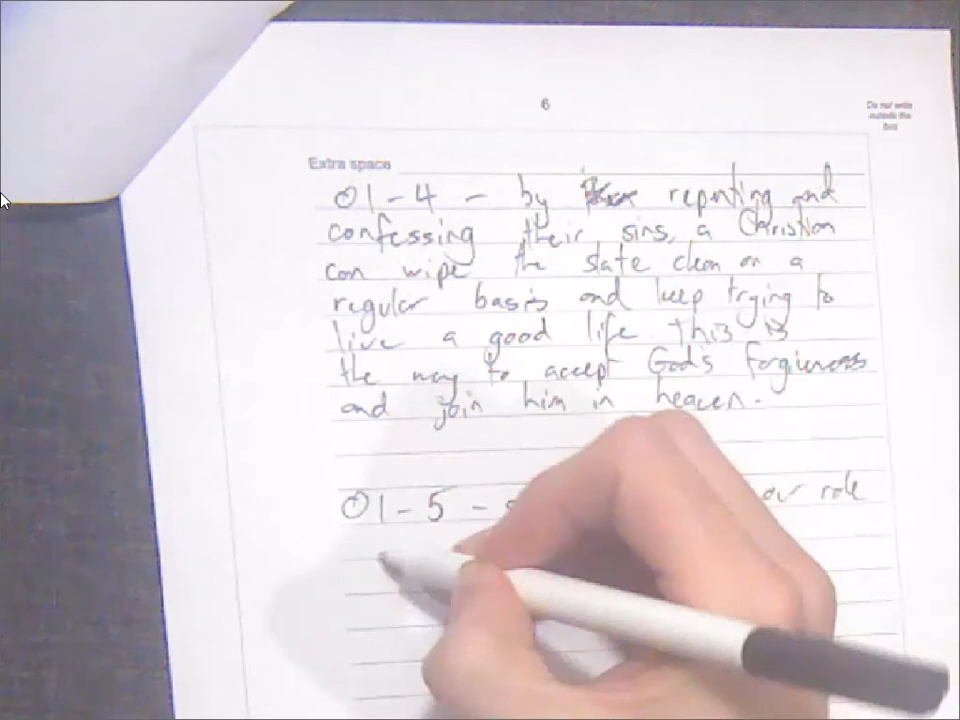 6
Do not write
outside the
box
Extra space
01-4 - by repenting and
confessing their sins, a Christian
can wipe the slate clean on a
regular basis and keep trying to
live a good life. This is
the way to accept Gods forgiveness
and join him in heaven.
01-5 - our role